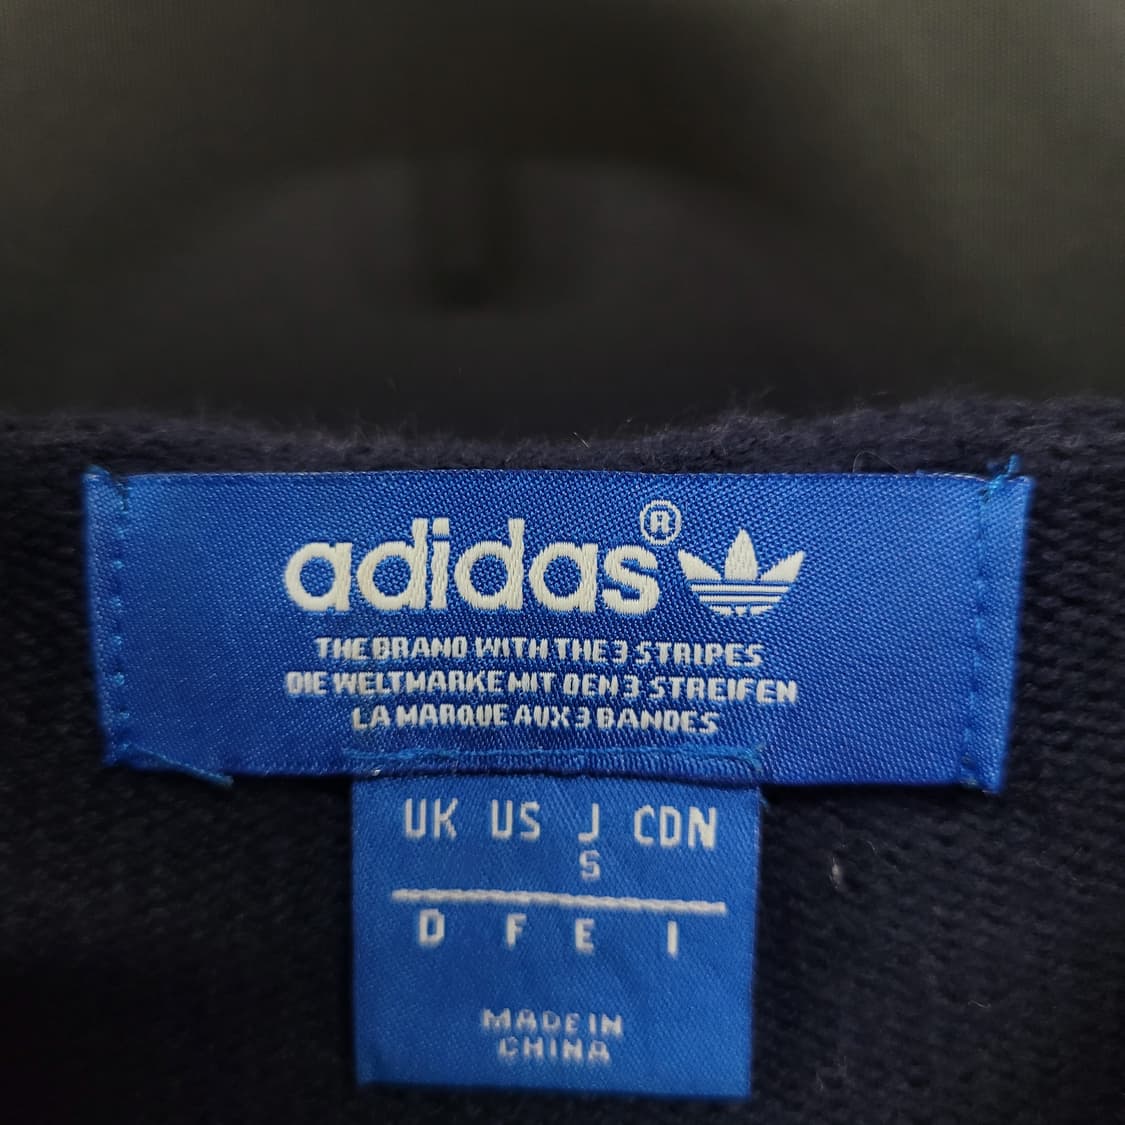 adidas®
THE BRAND WITH THE 3 STRIPES
DIE WELTMARKE MIT DEN 3 STREIFEN
LA MARQUE AUX 3 BANDES
UK US J CDN
S
D F E I
MADE IN
CHINA